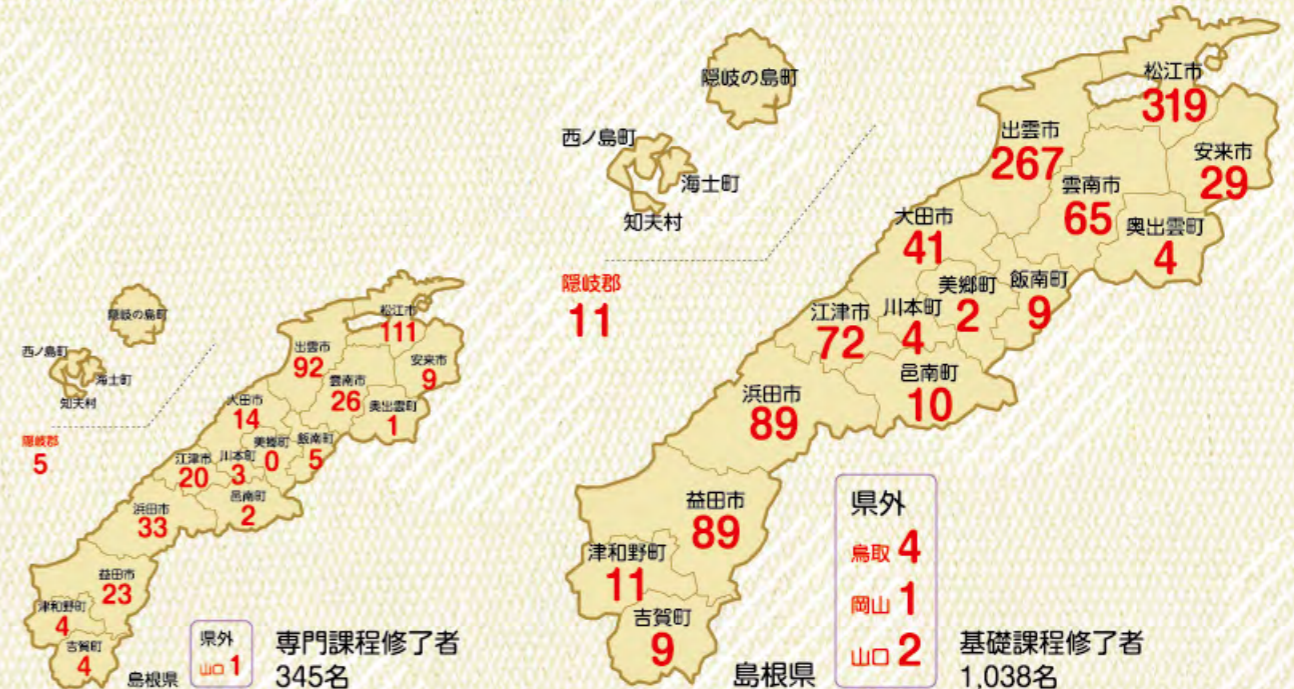 隠岐の島町
西ノ島町
海士町
知夫村
隠岐郡
5
松江市
111
出雲市
92
安来市
9
雲南市
26
奥出雲町
1
大田市
14
美郷町
0
飯南町
5
江津市
20
川本町
3
邑南町
2
浜田市
33
益田市
23
津和野町
4
吉賀町
4
島根県
県外
山口 1
専門課程修了者
345名
隠岐の島町
西ノ島町
海士町
知夫村
隠岐郡
11
松江市
319
出雲市
267
安来市
29
雲南市
65
奥出雲町
4
大田市
41
美郷町
2
飯南町
9
江津市
72
川本町
4
邑南町
10
浜田市
89
益田市
89
津和野町
11
吉賀町
9
島根県
県外
鳥取 4
岡山 1
山口 2
基礎課程修了者
1,038名